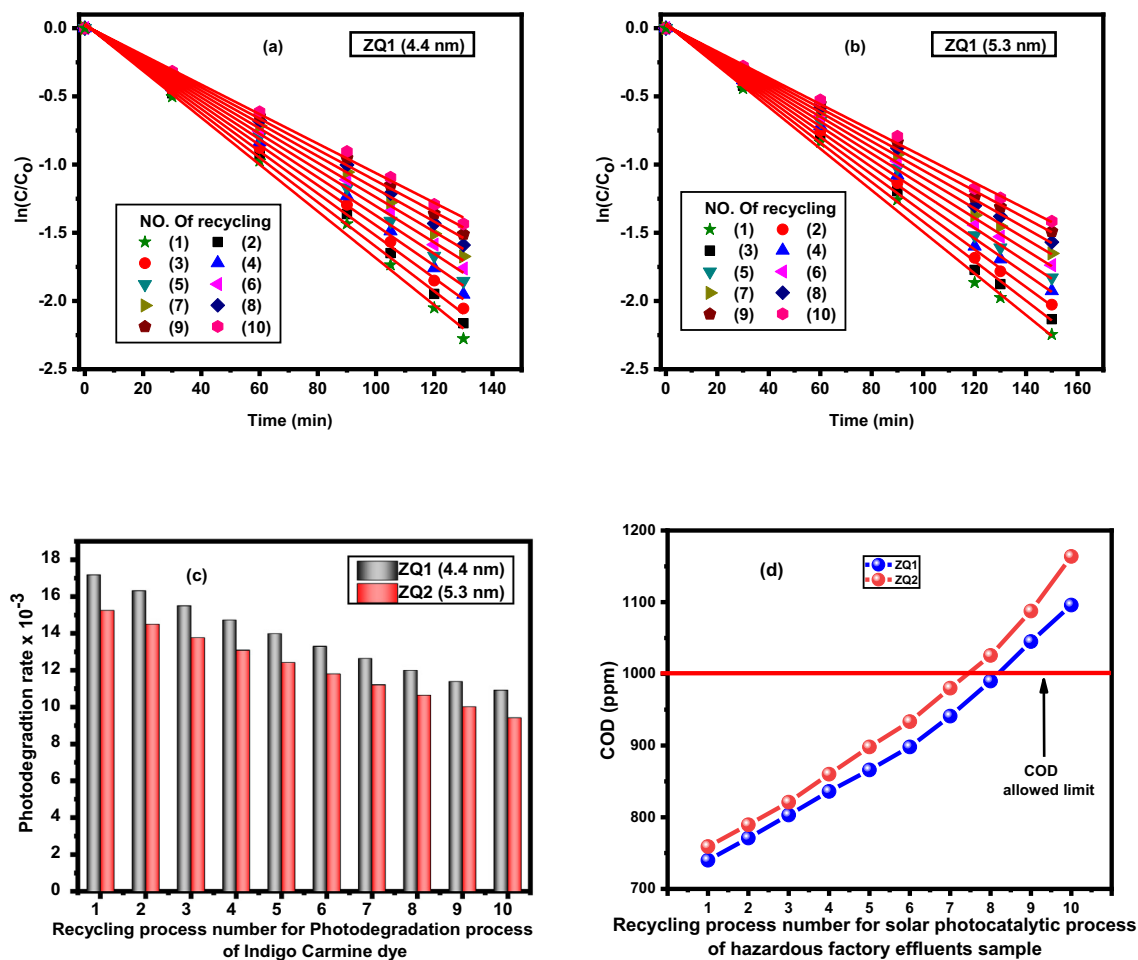 (a)
ZQ1 (4.4 nm)
0.0
-0.5
-1.0
-1.5
-2.0
-2.5
ln(C/Co)
NO. Of recycling
(1) (2)
(3) (4)
(5) (6)
(7) (8)
(9) (10)
0 20 40 60 80 100 120 140
Time (min)
(b)
ZQ1 (5.3 nm)
0.0
-0.5
-1.0
-1.5
-2.0
-2.5
ln(C/Co)
NO. Of recycling
(1) (2)
(3) (4)
(5) (6)
(7) (8)
(9) (10)
0 20 40 60 80 100 120 140 160
Time (min)
(c)
ZQ1 (4.4 nm)
ZQ2 (5.3 nm)
18
16
14
12
10
8
6
4
2
0
Photodegradtion rate x 10⁻³
1 2 3 4 5 6 7 8 9 10
Recycling process number for Photodegradation process
of Indigo Carmine dye
(d)
ZQ1
ZQ2
1200
1100
1000
900
800
700
COD (ppm)
COD
allowed limit
1 2 3 4 5 6 7 8 9 10
Recycling process number for solar photocatalytic process
of hazardous factory effluents sample